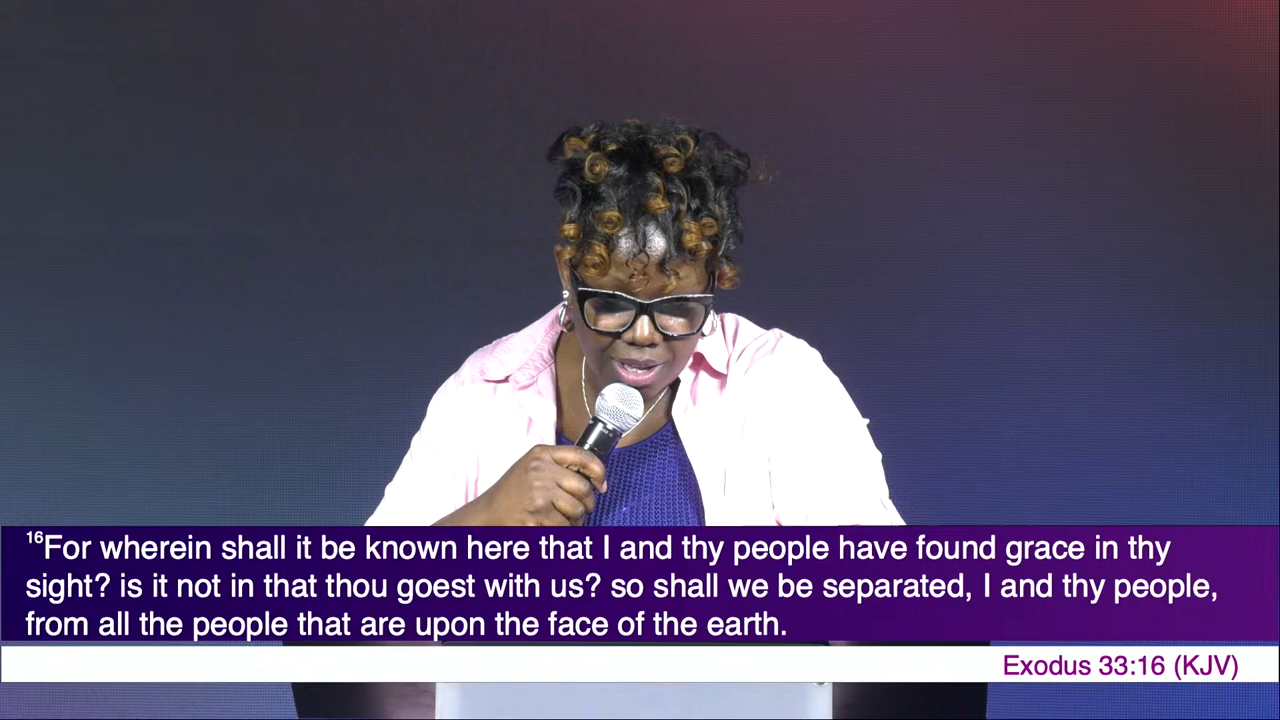 16For wherein shall it be known here that I and thy people have found grace in thy
sight? is it not in that thou goest with us? so shall we be separated, I and thy people,
from all the people that are upon the face of the earth.
Exodus 33:16 (KJV)